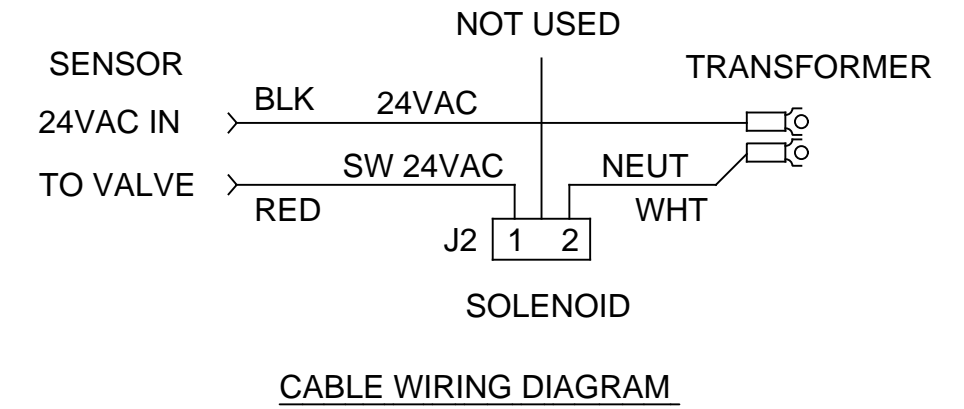 NOT USED
SENSOR
TRANSFORMER
BLK
24VAC
24VAC IN
SW 24VAC
NEUT
TO VALVE
RED
WHT
J2
1
2
SOLENOID
CABLE WIRING DIAGRAM